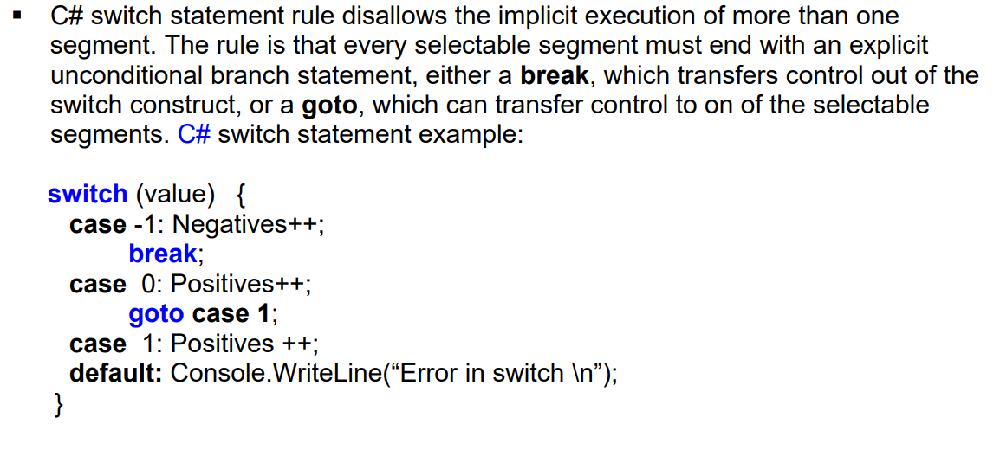 ▪ C# switch statement rule disallows the implicit execution of more than one
segment. The rule is that every selectable segment must end with an explicit
unconditional branch statement, either a break, which transfers control out of the
switch construct, or a goto, which can transfer control to on of the selectable
segments. C# switch statement example:
switch (value) {
case -1: Negatives++;
break;
case 0: Positives++;
goto case 1;
case 1: Positives ++;
default: Console.WriteLine(“Error in switch \n”);
}